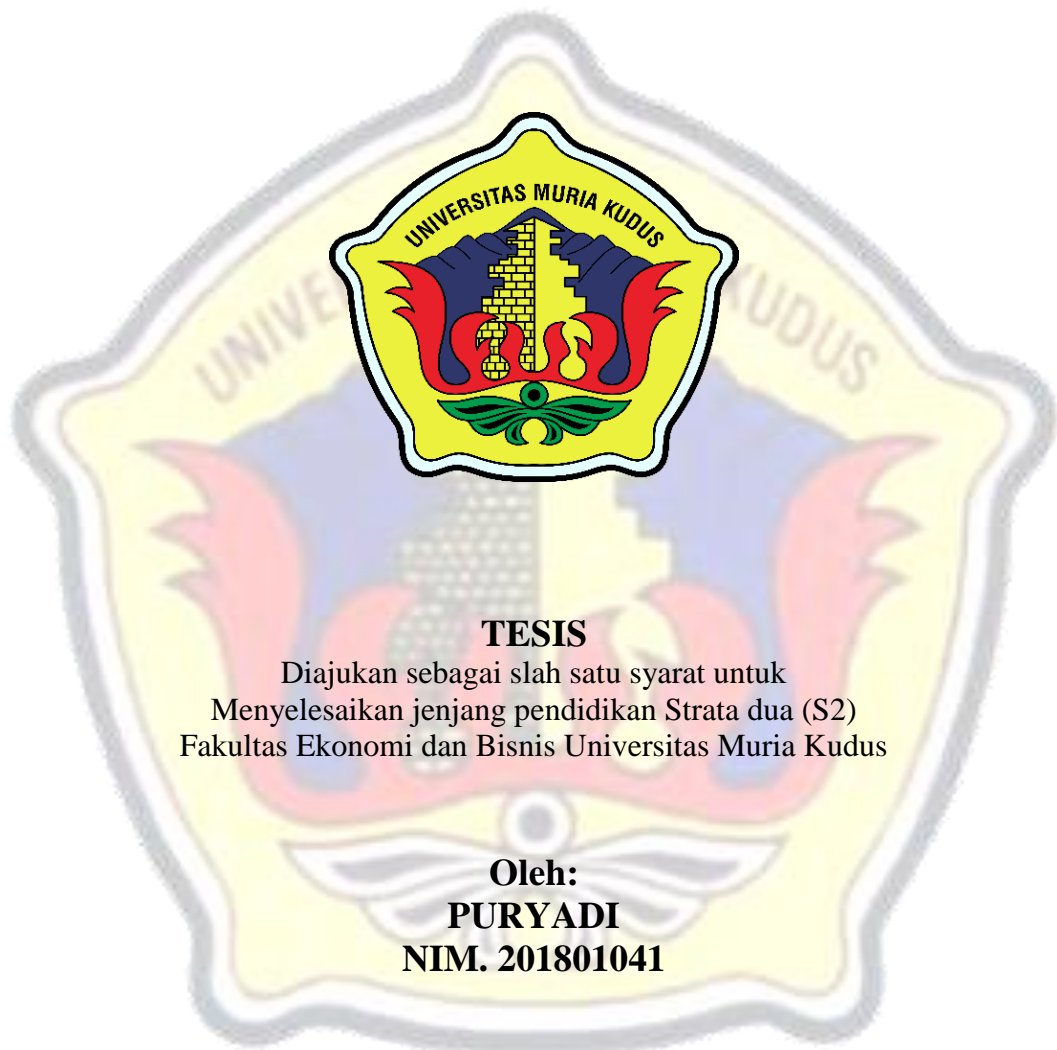 UNIVERSITAS MURIA KUDUS
TESIS
Diajukan sebagai slah satu syarat untuk
Menyelesaikan jenjang pendidikan Strata dua (S2)
Fakultas Ekonomi dan Bisnis Universitas Muria Kudus
Oleh:
PURYADI
NIM. 201801041